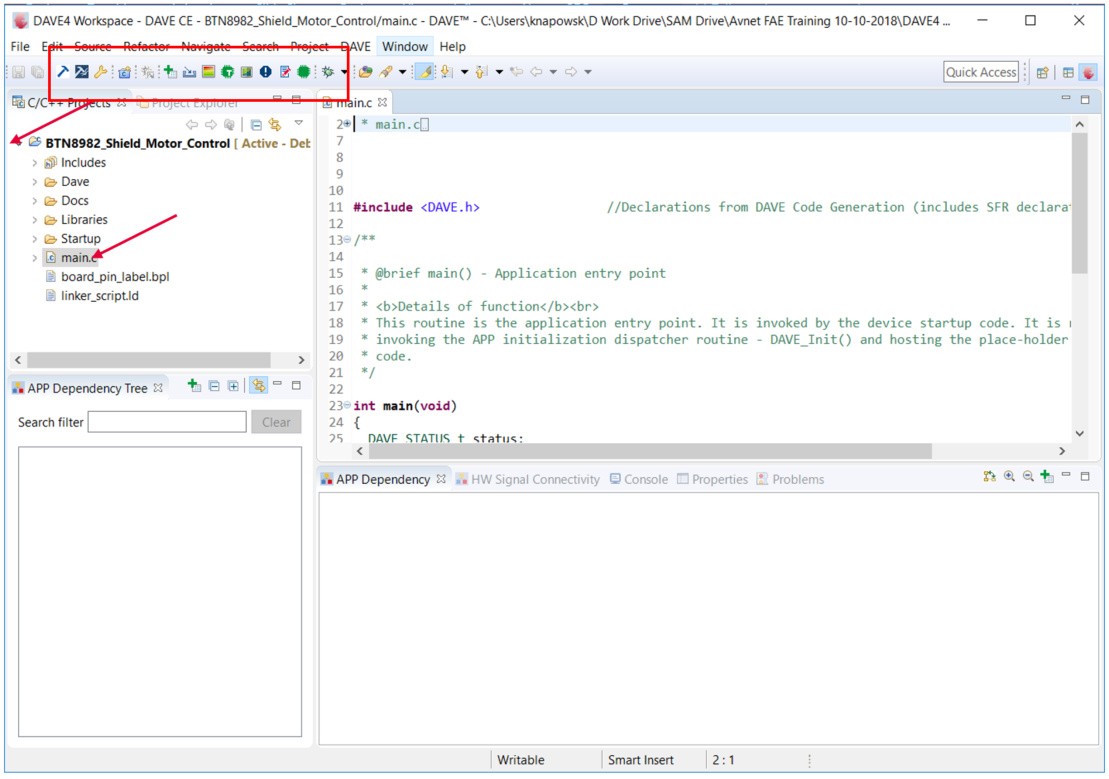 DAVE4 Workspace - DAVE CE - BTN8982_Shield_Motor_Control/main.c - DAVE™ - C:\Users\knapowsk\D Work Drive\SAM Drive\Avnet FAE Training 10-10-2018\DAVE4 ...
File Edit Source Refactor Navigate Search Project DAVE Window Help
Quick Access
C/C++ Projects Project Explorer
BTN8982_Shield_Motor_Control [ Active - Deb
Includes
Dave
Docs
Libraries
Startup
main.c
board_pin_label.bpl
linker_script.ld
APP Dependency Tree
Search filter Clear
main.c
2 * main.c
7
8
9
10
11 #include <DAVE.h> //Declarations from DAVE Code Generation (includes SFR declarat
12
13 /**
14
15 * @brief main() - Application entry point
16 *
17 * <b>Details of function</b><br>
18 * This routine is the application entry point. It is invoked by the device startup code. It is
19 * invoking the APP initialization dispatcher routine - DAVE_Init() and hosting the place-holder
20 * code.
21 */
22
23 int main(void)
24 {
25 DAVE_STATUS_t status;
APP Dependency HW Signal Connectivity Console Properties Problems
Writable Smart Insert 2 : 1